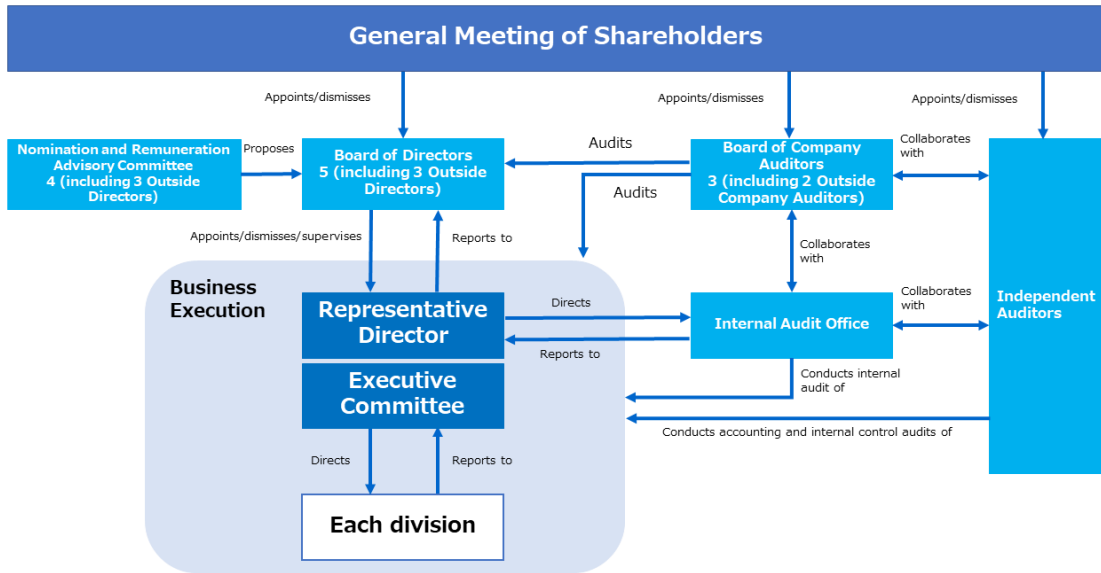 General Meeting of Shareholders
Appoints/dismisses
Appoints/dismisses
Appoints/dismisses
Nomination and Remuneration
Advisory Committee
4 (including 3 Outside
Directors)
Proposes
Board of Directors
5 (including 3 Outside
Directors)
Audits
Audits
Board of Company
Auditors
3 (including 2 Outside
Company Auditors)
Collaborates
with
Appoints/dismisses/supervises
Reports to
Collaborates
with
Business
Execution
Representative
Director
Directs
Reports to
Internal Audit Office
Collaborates
with
Independent
Auditors
Executive
Committee
Conducts internal
audit of
Conducts accounting and internal control audits of
Directs
Reports to
Each division